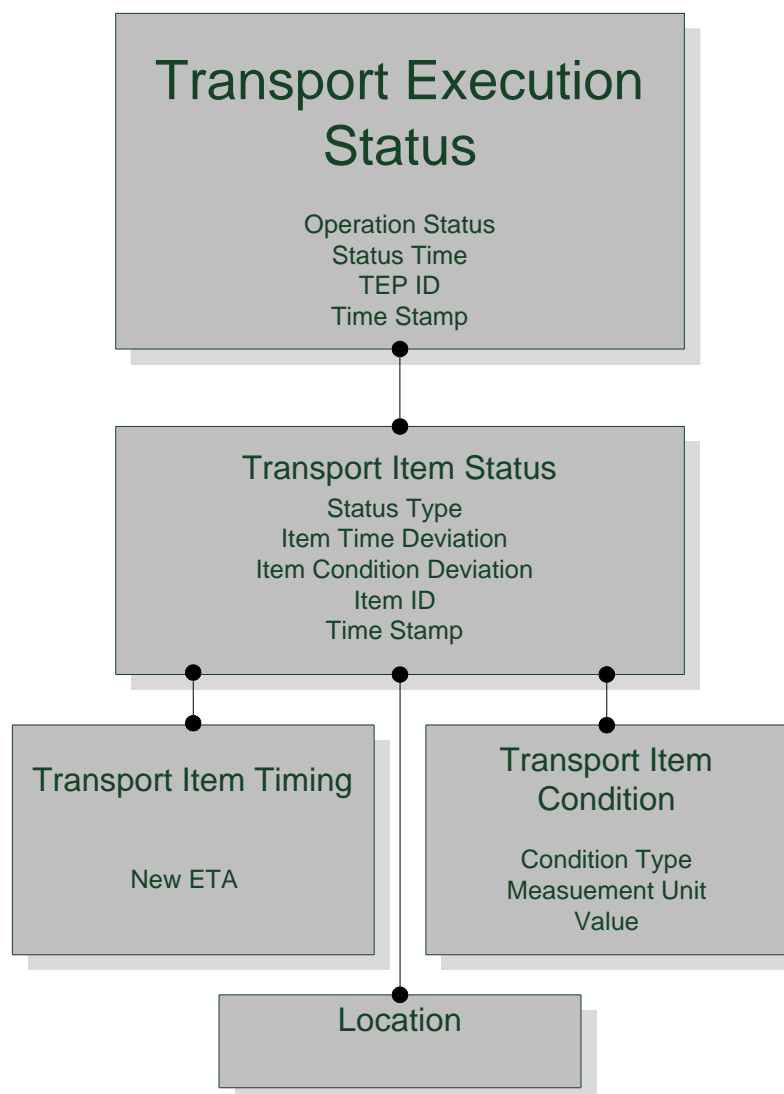 Transport Execution
Status
Operation Status
Status Time
TEP ID
Time Stamp
Transport Item Status
Status Type
Item Time Deviation
Item Condition Deviation
Item ID
Time Stamp
Transport Item Timing
New ETA
Transport Item
Condition
Condition Type
Measuement Unit
Value
Location